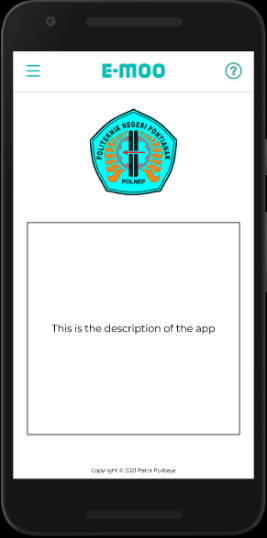 E-MOO
?
POLITEKNIK NEGERI PONTIANAK
POLNEP
This is the description of the app
Copyright © 2021 Patra Purbaya